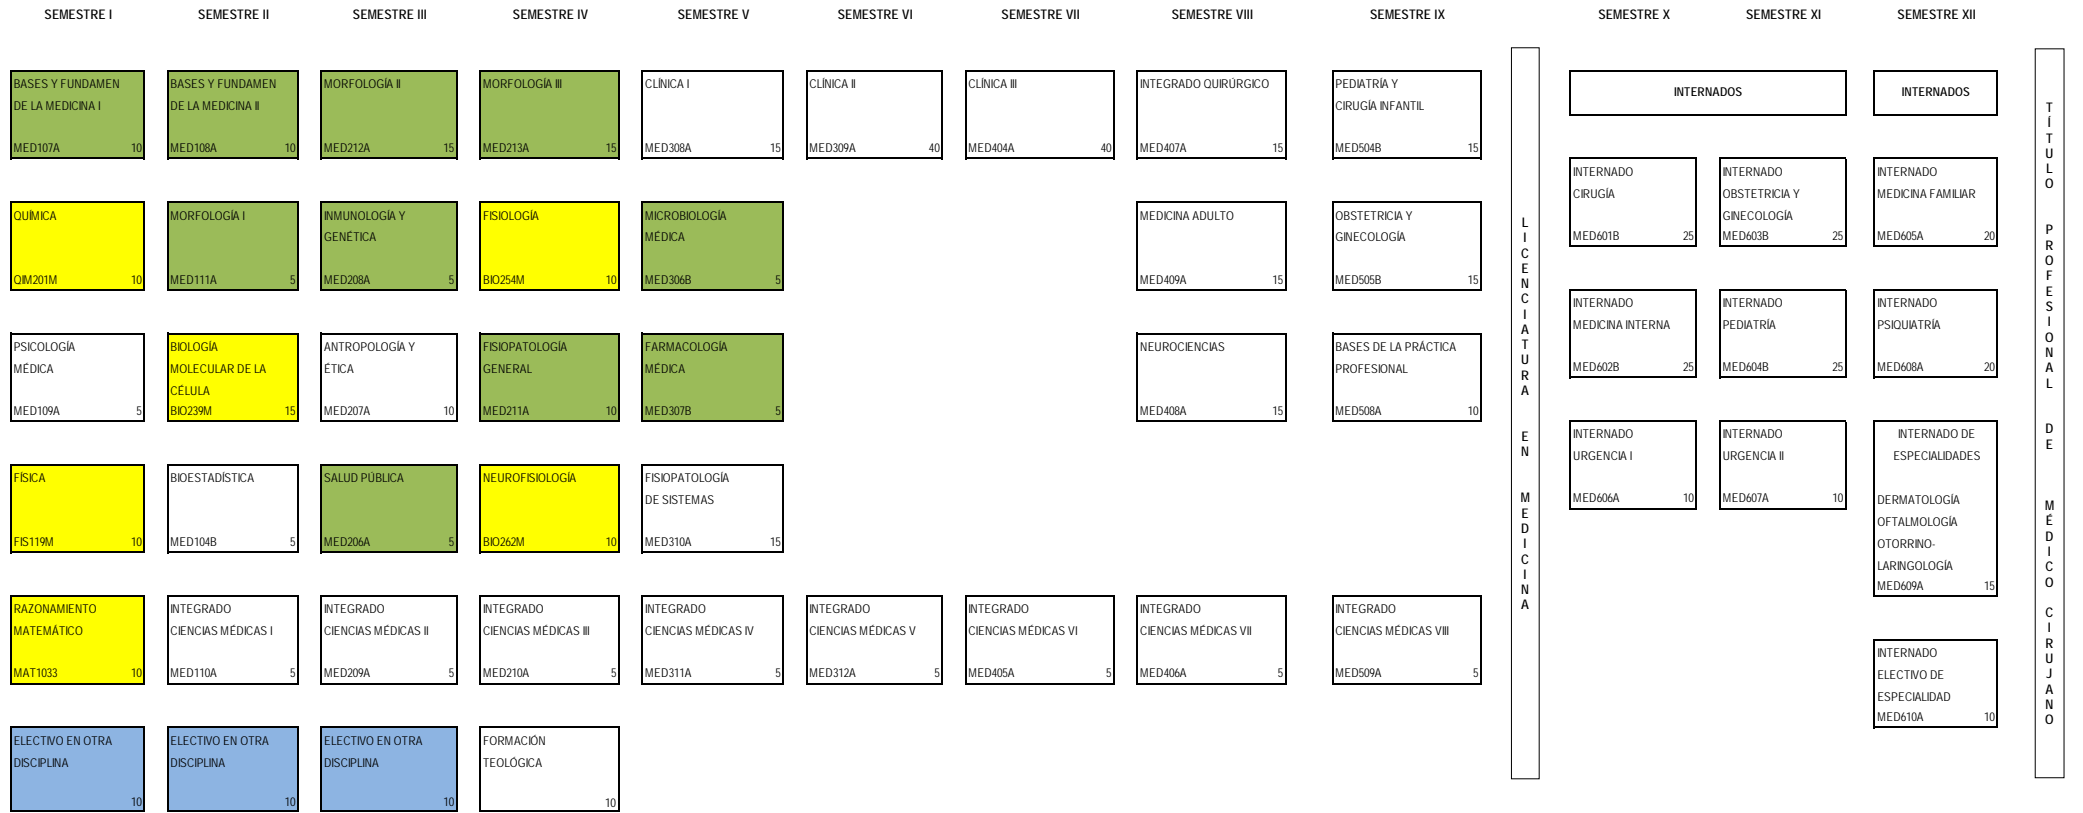 SEMESTRE I
SEMESTRE II
SEMESTRE III
SEMESTRE IV
SEMESTRE V
SEMESTRE VI
SEMESTRE VII
SEMESTRE VIII
SEMESTRE IX
SEMESTRE X
SEMESTRE XI
SEMESTRE XII
BASES Y FUNDAMEN
DE LA MEDICINA I
MED107A 10
BASES Y FUNDAMEN
DE LA MEDICINA II
MED108A 10
MORFOLOGÍA II
MED212A 15
MORFOLOGÍA III
MED213A 15
CLÍNICA I
MED308A 15
CLÍNICA II
MED309A 40
CLÍNICA III
MED404A 40
INTEGRADO QUIRÚRGICO
MED407A 15
PEDIATRÍA Y
CIRUGÍA INFANTIL
MED504B 15
QUÍMICA
QIM201M 10
MORFOLOGÍA I
MED111A 5
INMUNOLOGÍA Y
GENÉTICA
MED208A 5
FISIOLOGÍA
BIO254M 10
MICROBIOLOGÍA
MÉDICA
MED306B 5
MEDICINA ADULTO
MED409A 15
OBSTETRICIA Y
GINECOLOGÍA
MED505B 15
PSICOLOGÍA
MÉDICA
MED109A 5
BIOLOGÍA
MOLECULAR DE LA
CÉLULA
BIO239M 15
ANTROPOLOGÍA Y
ÉTICA
MED207A 10
FISIOPATOLOGÍA
GENERAL
MED211A 10
FARMACOLOGÍA
MÉDICA
MED307B 5
NEUROCIENCIAS
MED408A 15
BASES DE LA PRÁCTICA
PROFESIONAL
MED508A 10
FÍSICA
FIS119M 10
BIOESTADÍSTICA
MED104B 5
SALUD PÚBLICA
MED206A 5
NEUROFISIOLOGÍA
BIO262M 10
FISIOPATOLOGÍA
DE SISTEMAS
MED310A 15
RAZONAMIENTO
MATEMÁTICO
MAT1033 10
INTEGRADO
CIENCIAS MÉDICAS I
MED110A 5
INTEGRADO
CIENCIAS MÉDICAS II
MED209A 5
INTEGRADO
CIENCIAS MÉDICAS III
MED210A 5
INTEGRADO
CIENCIAS MÉDICAS IV
MED311A 5
INTEGRADO
CIENCIAS MÉDICAS V
MED312A 5
INTEGRADO
CIENCIAS MÉDICAS VI
MED405A 5
INTEGRADO
CIENCIAS MÉDICAS VII
MED406A 5
INTEGRADO
CIENCIAS MÉDICAS VIII
MED509A 5
ELECTIVO EN OTRA
DISCIPLINA
10
ELECTIVO EN OTRA
DISCIPLINA
10
ELECTIVO EN OTRA
DISCIPLINA
10
FORMACIÓN
TEOLÓGICA
10
LICENCIATURA EN MEDICINA
INTERNADOS
INTERNADOS
INTERNADO
CIRUGÍA
MED601B 25
INTERNADO
OBSTETRICIA Y
GINECOLOGÍA
MED603B 25
INTERNADO
MEDICINA FAMILIAR
MED605A 20
INTERNADO
MEDICINA INTERNA
MED602B 25
INTERNADO
PEDIATRÍA
MED604B 25
INTERNADO
PSIQUIATRÍA
MED608A 20
INTERNADO
URGENCIA I
MED606A 10
INTERNADO
URGENCIA II
MED607A 10
INTERNADO DE
ESPECIALIDADES
DERMATOLOGÍA
OFTALMOLOGÍA
OTORRINO-
LARINGOLOGÍA
MED609A 15
INTERNADO
ELECTIVO DE
ESPECIALIDAD
MED610A 10
TÍTULO PROFESIONAL DE MÉDICO CIRUJANO